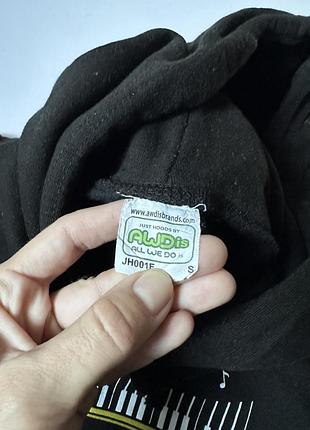 www.awdisbrands.com
JUST HOODS BY
AWDis
ALL WE DO is
JH001F S